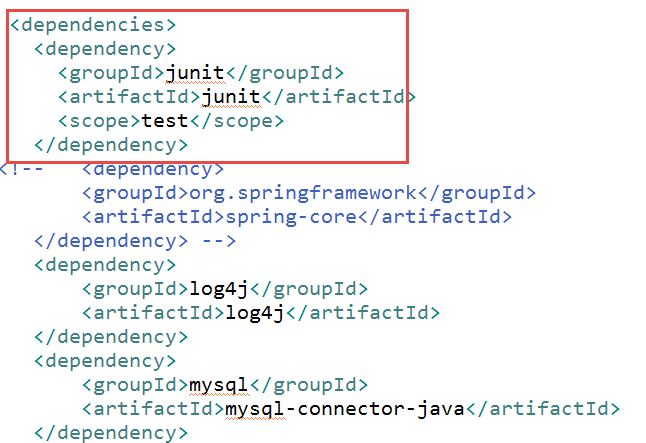 <dependencies>
<dependency>
<groupId>junit</groupId>
<artifactId>junit</artifactId>
<scope>test</scope>
</dependency>
<!-- <dependency>
<groupId>org.springframework</groupId>
<artifactId>spring-core</artifactId>
</dependency> -->
<dependency>
<groupId>log4j</groupId>
<artifactId>log4j</artifactId>
</dependency>
<dependency>
<groupId>mysql</groupId>
<artifactId>mysql-connector-java</artifactId>
</dependency>